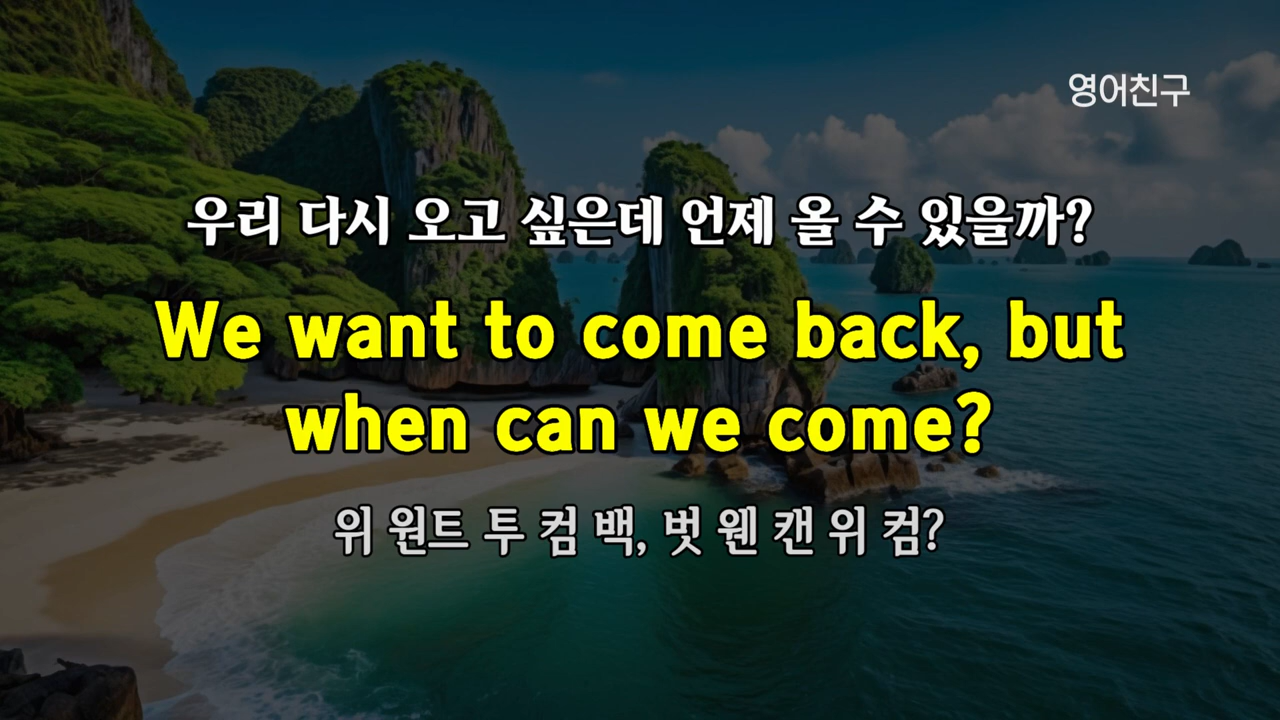 영어친구
우리 다시 오고 싶은데 언제 올 수 있을까?
We want to come back, but
when can we come?
위 원트 투 컴 백, 벗 웬 캔 위 컴?